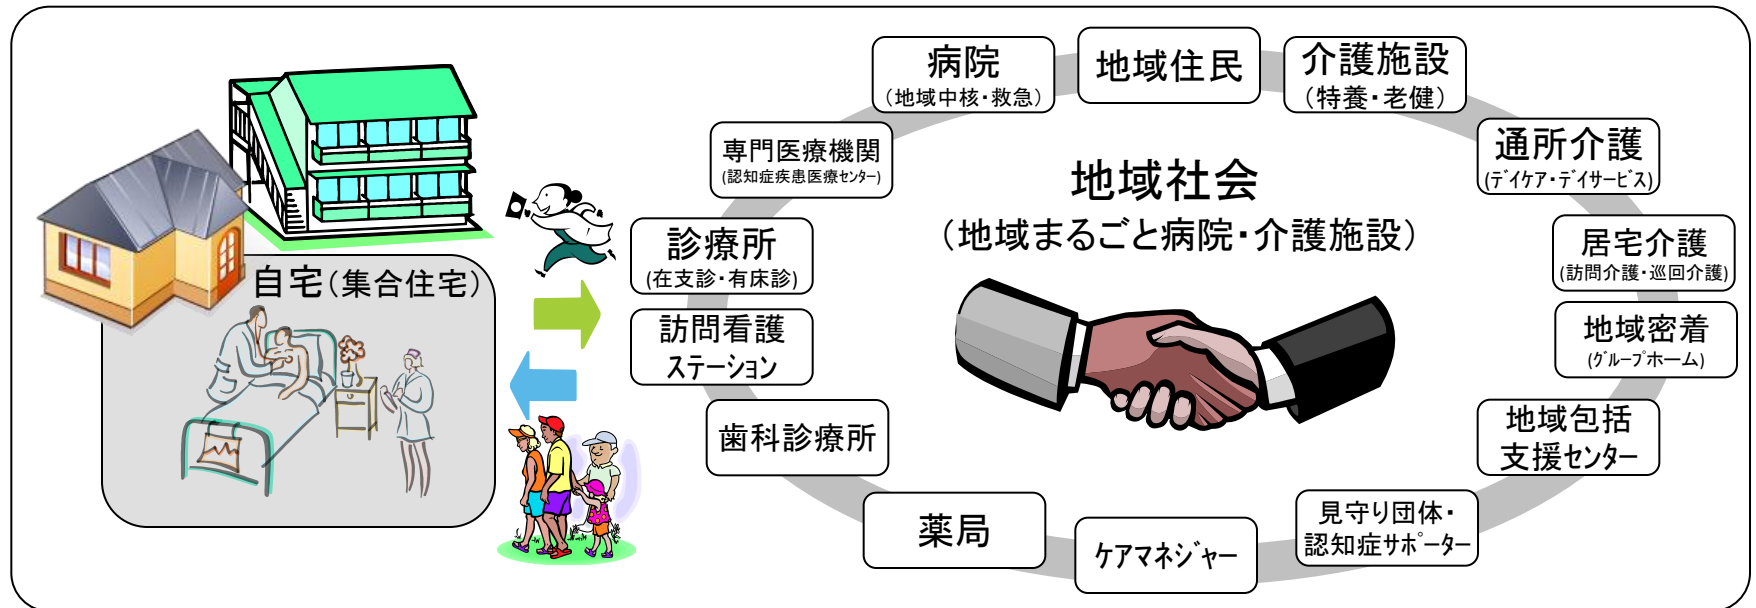 自宅(集合住宅)
病院
(地域中核・救急)
地域住民
介護施設
(特養・老健)
専門医療機関
(認知症疾患医療ｾﾝﾀｰ)
通所介護
(ﾃﾞｲｹｱ・ﾃﾞｲｻｰﾋﾞｽ)
地域社会
(地域まるごと病院・介護施設)
診療所
(在支診・有床診)
居宅介護
(訪問介護・巡回介護)
訪問看護
ｽﾃｰｼｮﾝ
地域密着
(ｸﾞﾙｰﾌﾟﾎｰﾑ)
歯科診療所
地域包括
支援ｾﾝﾀｰ
薬局
ｹｱﾏﾈｼﾞｬｰ
見守り団体・
認知症ｻﾎﾟｰﾀｰ